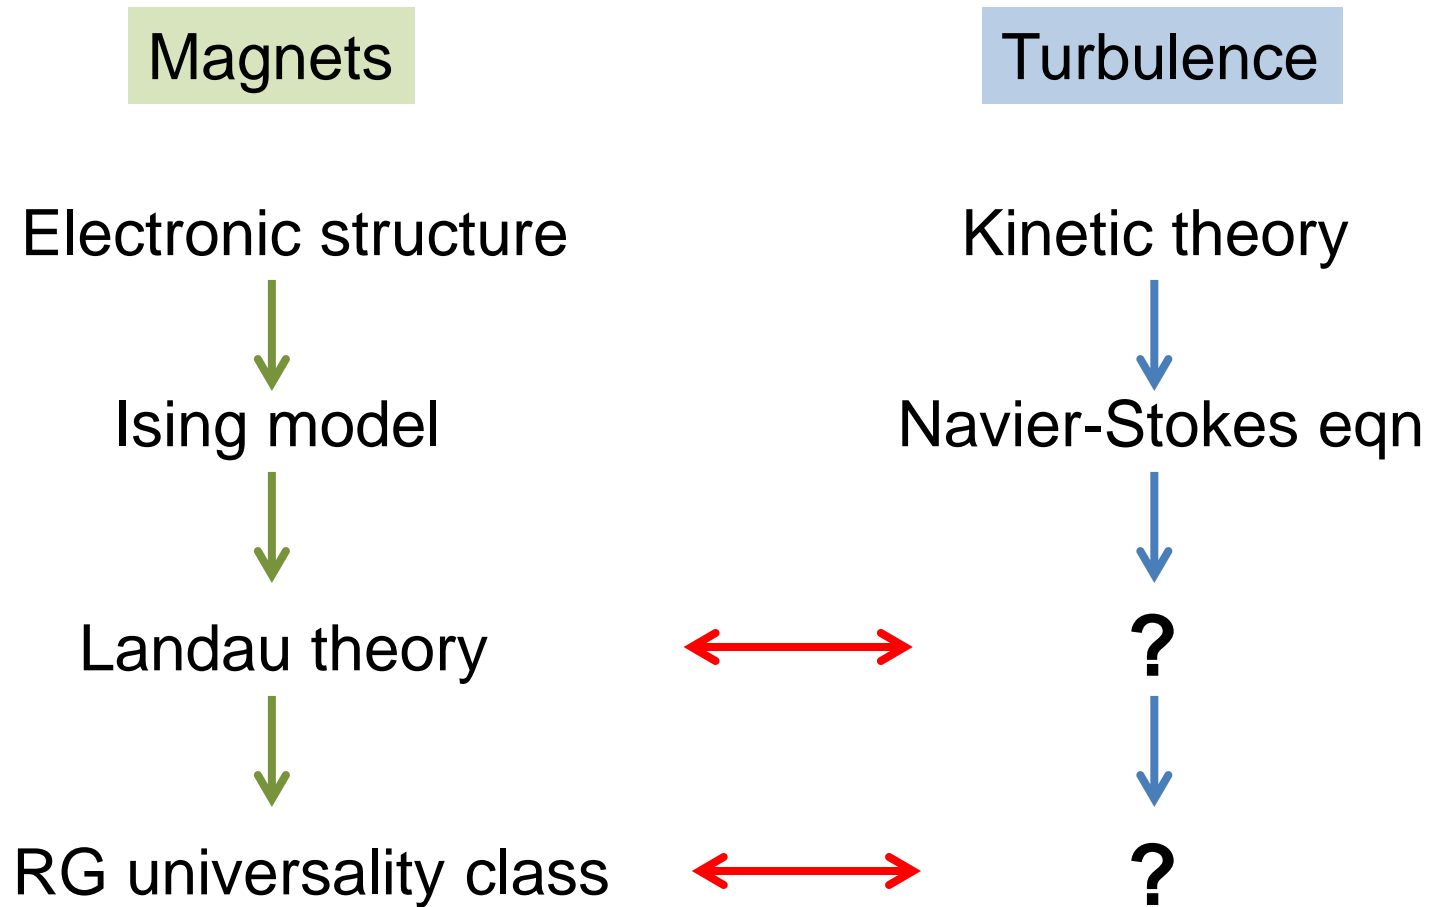 Magnets
Turbulence
Electronic structure
Kinetic theory
Ising model
Navier-Stokes eqn
Landau theory
?
RG universality class
?